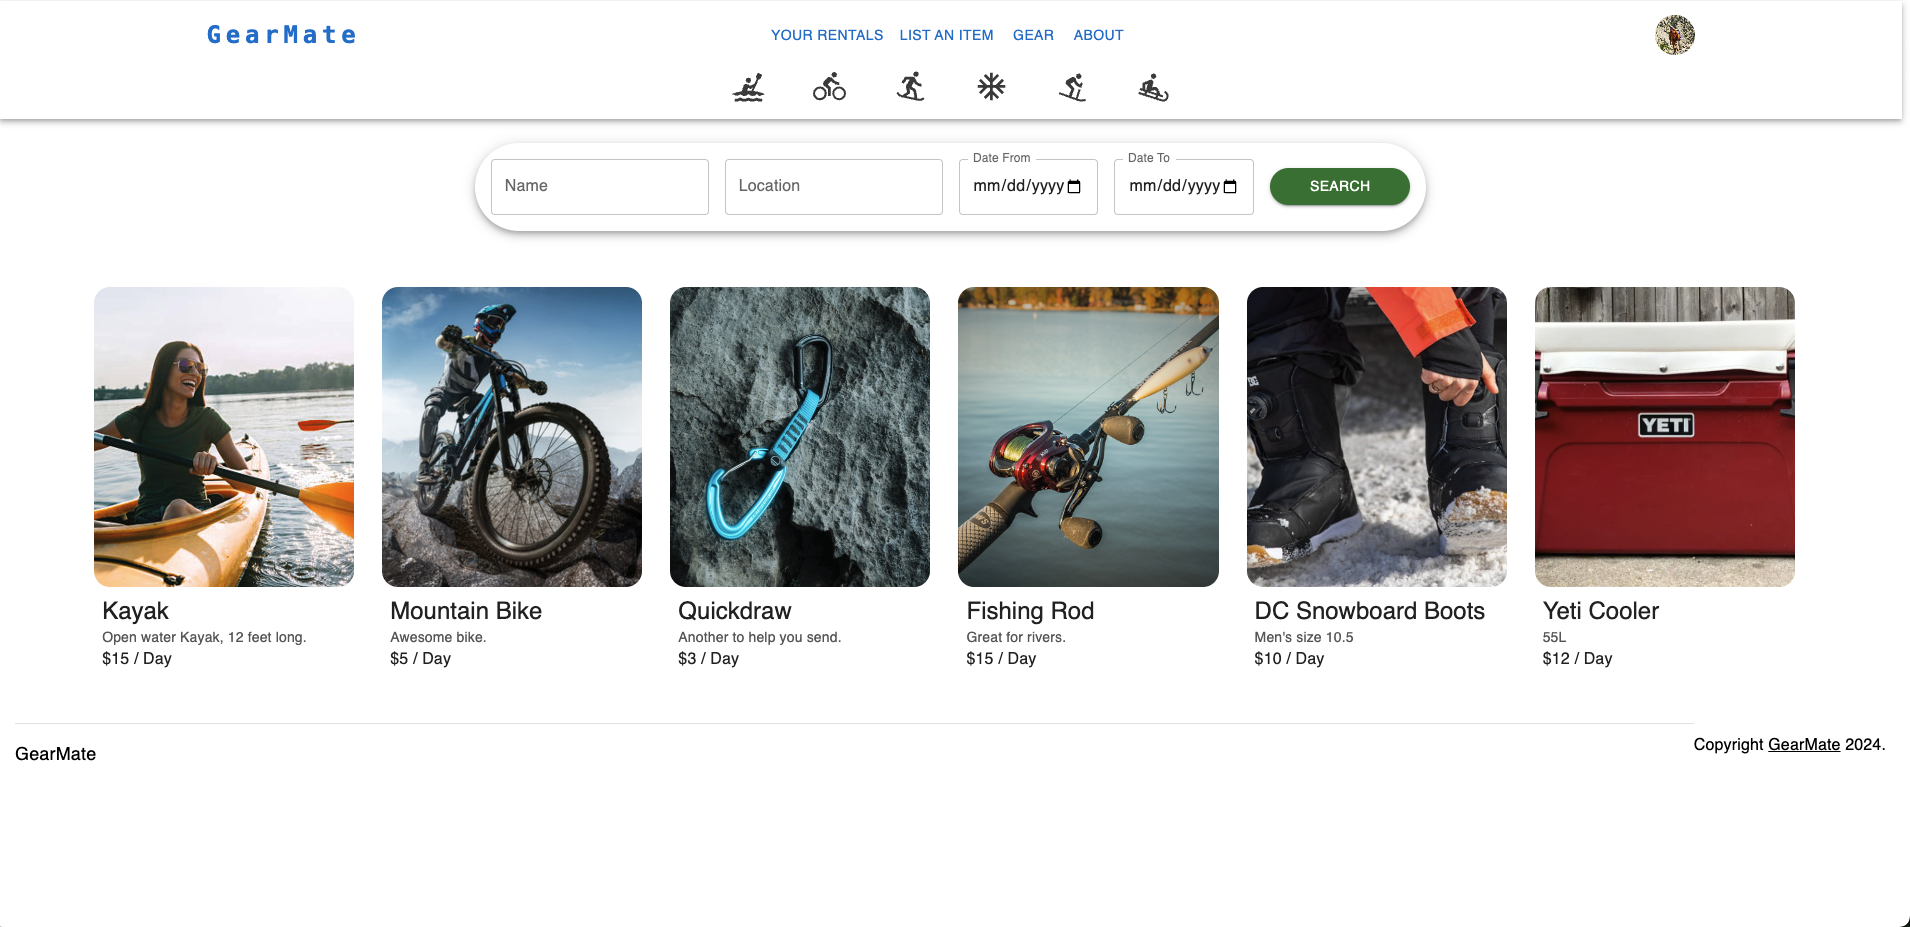 GearMate
YOUR RENTALS LIST AN ITEM GEAR ABOUT
Date From Date To
Name Location mm/dd/yyyy mm/dd/yyyy SEARCH
YETI
Kayak
Open water Kayak, 12 feet long.
$15 / Day
Mountain Bike
Awesome bike.
$5 / Day
Quickdraw
Another to help you send.
$3 / Day
Fishing Rod
Great for rivers.
$15 / Day
DC Snowboard Boots
Men's size 10.5
$10 / Day
Yeti Cooler
55L
$12 / Day
GearMate
Copyright GearMate 2024.